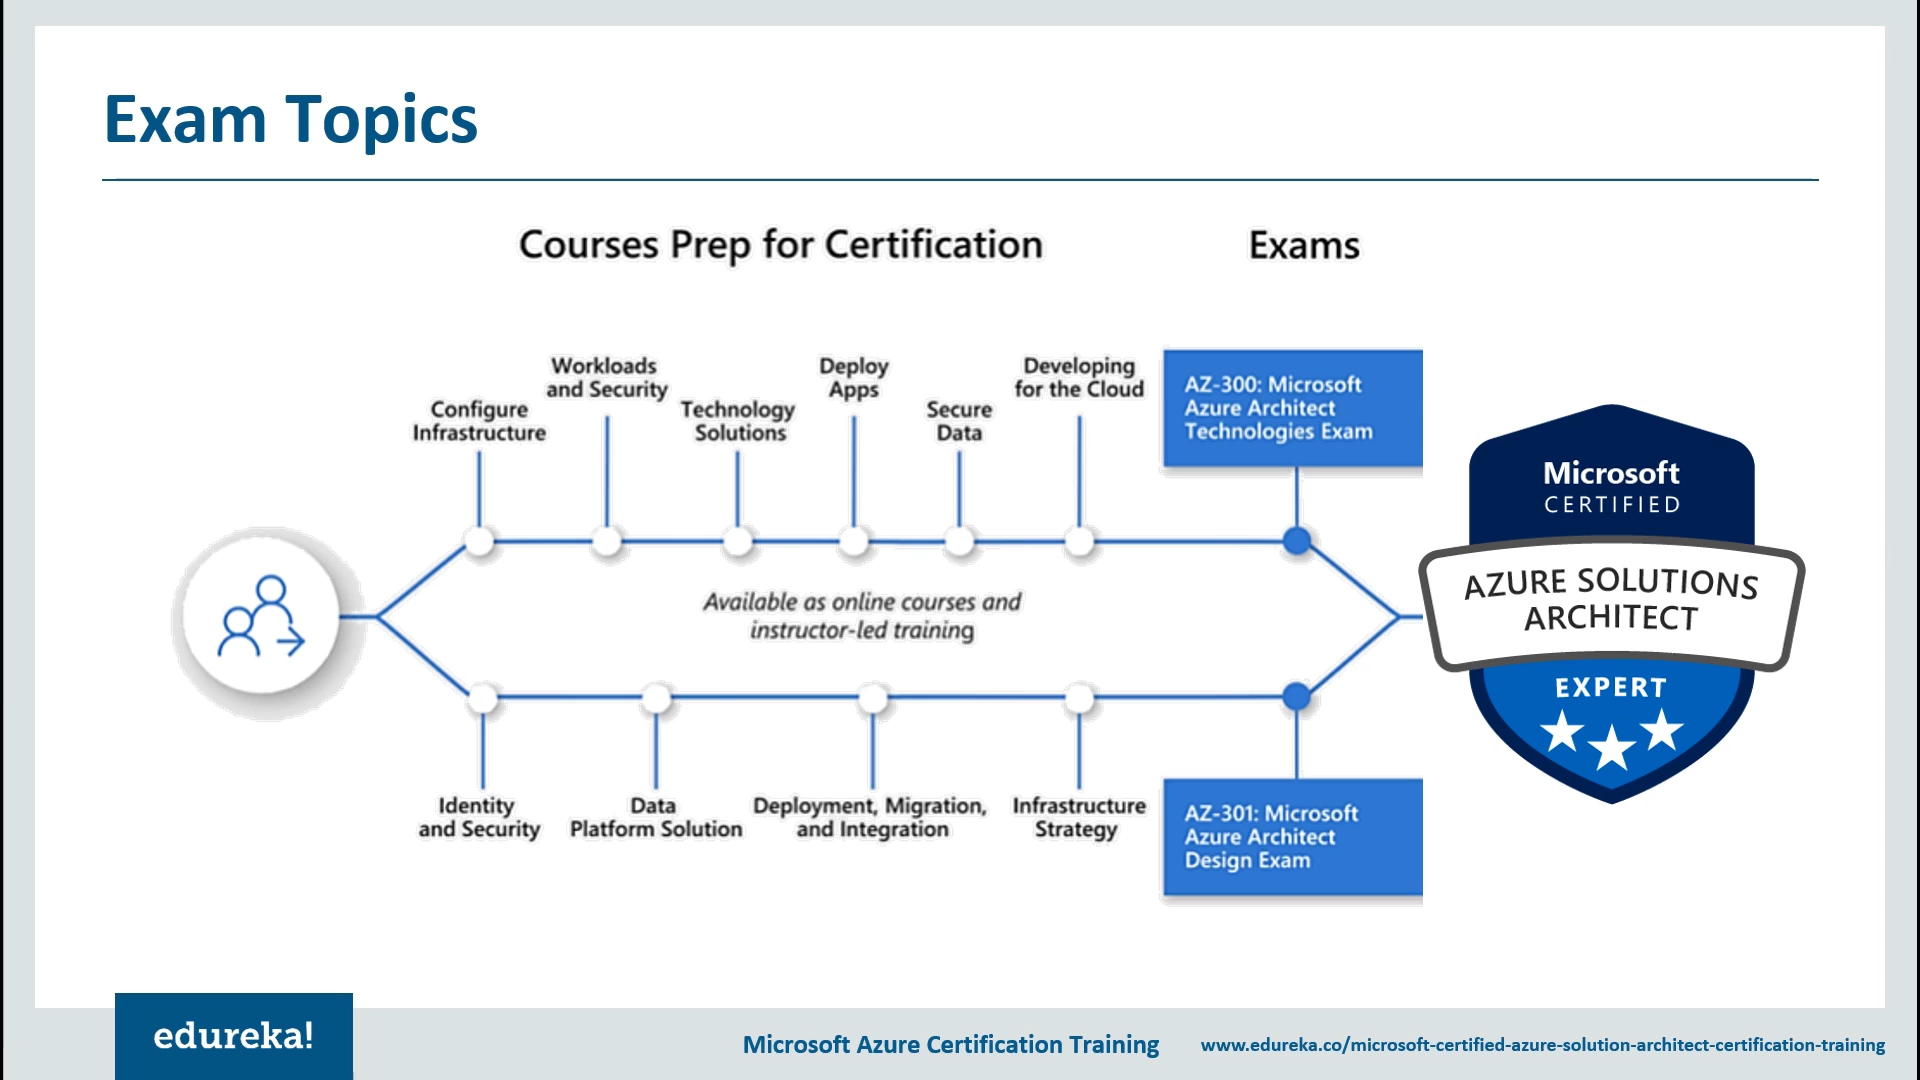 Exam Topics
Courses Prep for Certification
Exams
Configure
Infrastructure
Workloads
and Security
Technology
Solutions
Deploy
Apps
Secure
Data
Developing
for the Cloud
AZ-300: Microsoft
Azure Architect
Technologies Exam
Available as online courses and
instructor-led training
Identity
and Security
Data
Platform Solution
Deployment, Migration,
and Integration
Infrastructure
Strategy
AZ-301: Microsoft
Azure Architect
Design Exam
Microsoft
CERTIFIED
AZURE SOLUTIONS
ARCHITECT
EXPERT
edureka!
Microsoft Azure Certification Training
www.edureka.co/microsoft-certified-azure-solution-architect-certification-training